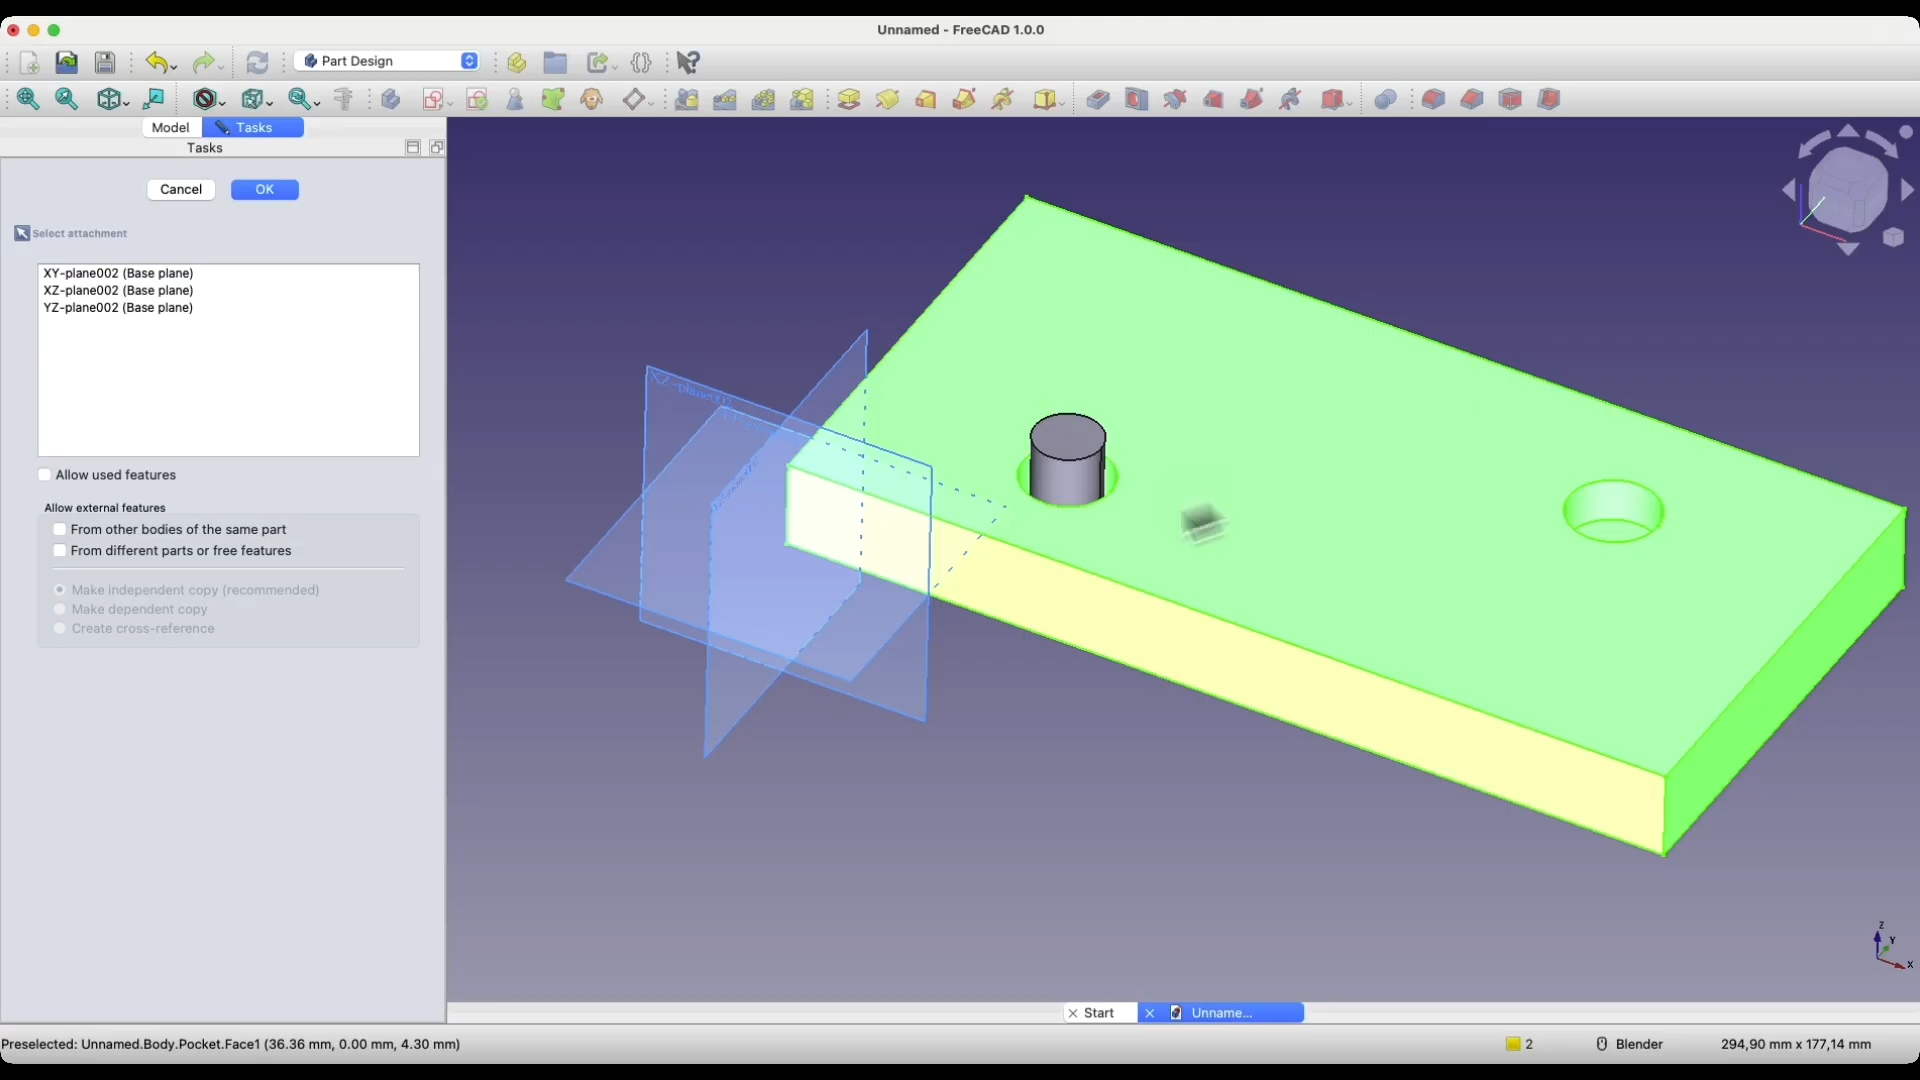 Unnamed - FreeCAD 1.0.0
Part Design
Model
Tasks
Tasks
Cancel
OK
Select attachment
XY-plane002 (Base plane)
XZ-plane002 (Base plane)
YZ-plane002 (Base plane)
Allow used features
Allow external features
From other bodies of the same part
From different parts or free features
Make independent copy (recommended)
Make dependent copy
Create cross-reference
Z
Y
X
Start
Unname...
Preselected: Unnamed.Body.Pocket.Face1 (36.36 mm, 0.00 mm, 4.30 mm)
2
Blender
294,90 mm x 177,14 mm